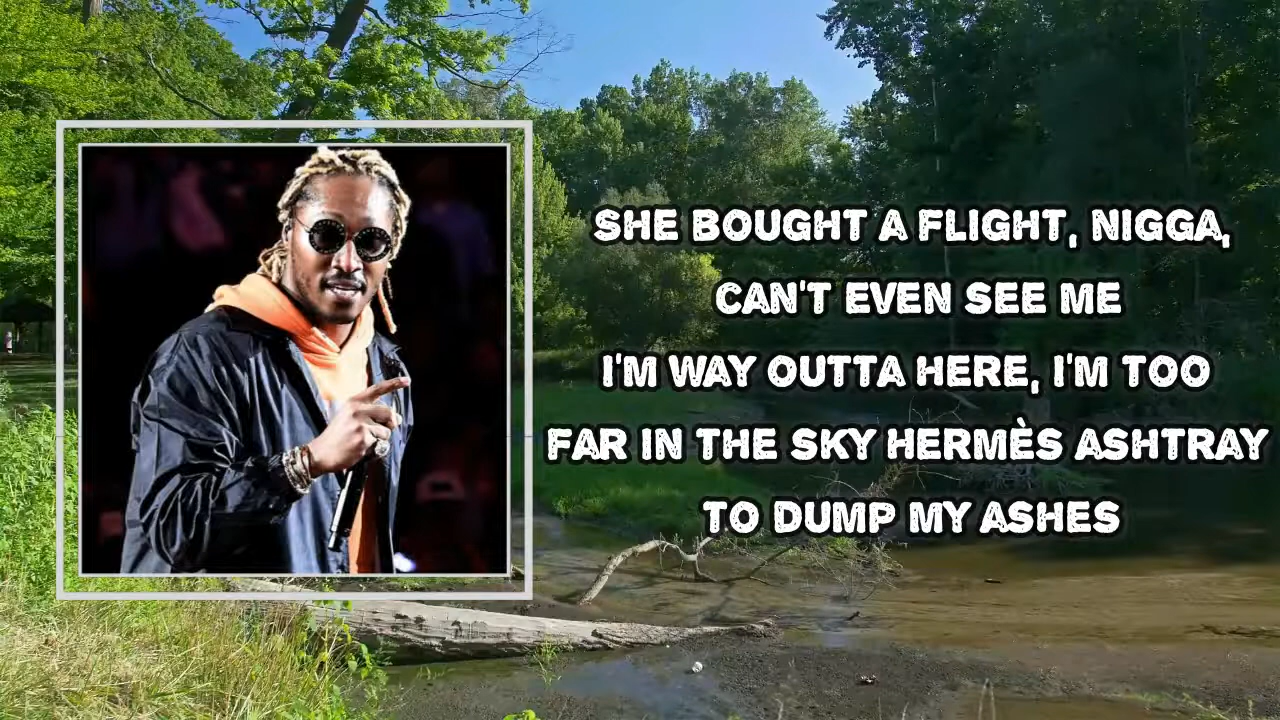 SHE BOUGHT A FLIGHT, NIGGA,
CAN'T EVEN SEE ME
I'M WAY OUTTA HERE, I'M TOO
FAR IN THE SKY HERMÈS ASHTRAY
TO DUMP MY ASHES